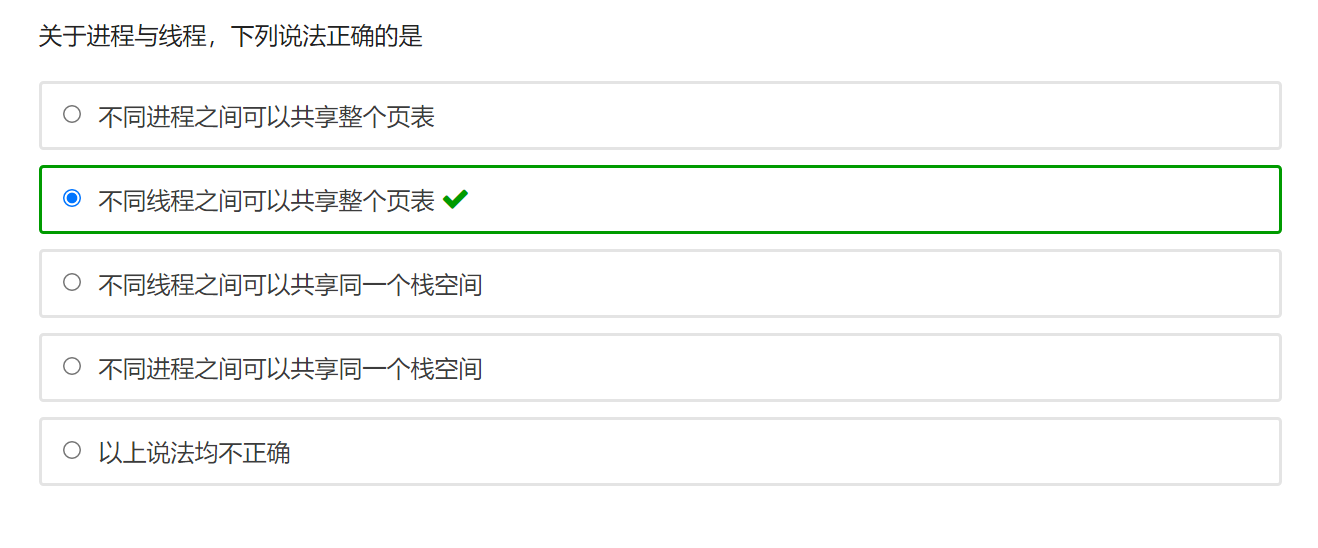 关于进程与线程，下列说法正确的是
不同进程之间可以共享整个页表
不同线程之间可以共享整个页表
不同线程之间可以共享同一个栈空间
不同进程之间可以共享同一个栈空间
以上说法均不正确